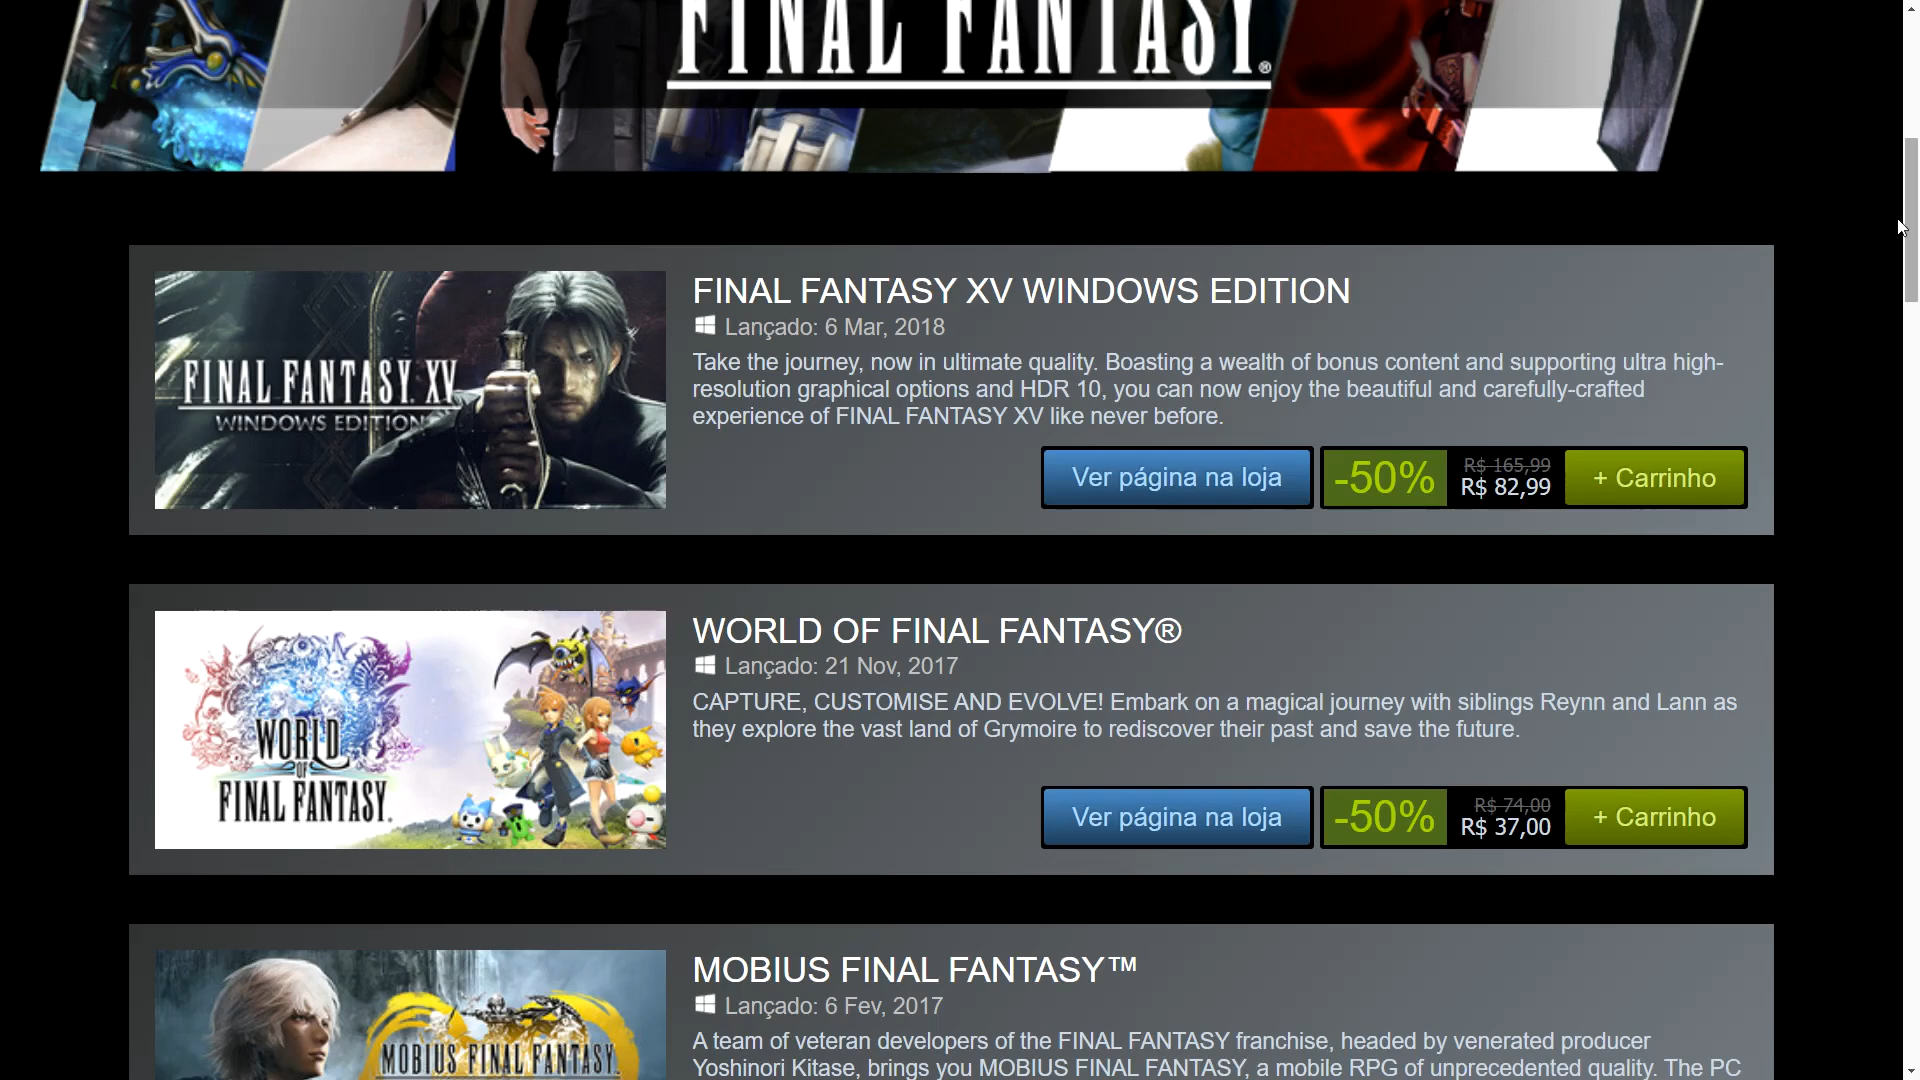 FINAL FANTASY®
FINAL FANTASY XV
WINDOWS EDITION
FINAL FANTASY XV WINDOWS EDITION
Lançado: 6 Mar, 2018
Take the journey, now in ultimate quality. Boasting a wealth of bonus content and supporting ultra high-
resolution graphical options and HDR 10, you can now enjoy the beautiful and carefully-crafted
experience of FINAL FANTASY XV like never before.
Ver página na loja
-50%
R$ 165,99
R$ 82,99
+ Carrinho
WORLD
OF
FINAL FANTASY.
WORLD OF FINAL FANTASY®
Lançado: 21 Nov, 2017
CAPTURE, CUSTOMISE AND EVOLVE! Embark on a magical journey with siblings Reynn and Lann as
they explore the vast land of Grymoire to rediscover their past and save the future.
Ver página na loja
-50%
R$ 74,00
R$ 37,00
+ Carrinho
MOBIUS FINAL FANTASY
MOBIUS FINAL FANTASY™
Lançado: 6 Fev, 2017
A team of veteran developers of the FINAL FANTASY franchise, headed by venerated producer
Yoshinori Kitase, brings you MOBIUS FINAL FANTASY, a mobile RPG of unprecedented quality. The PC